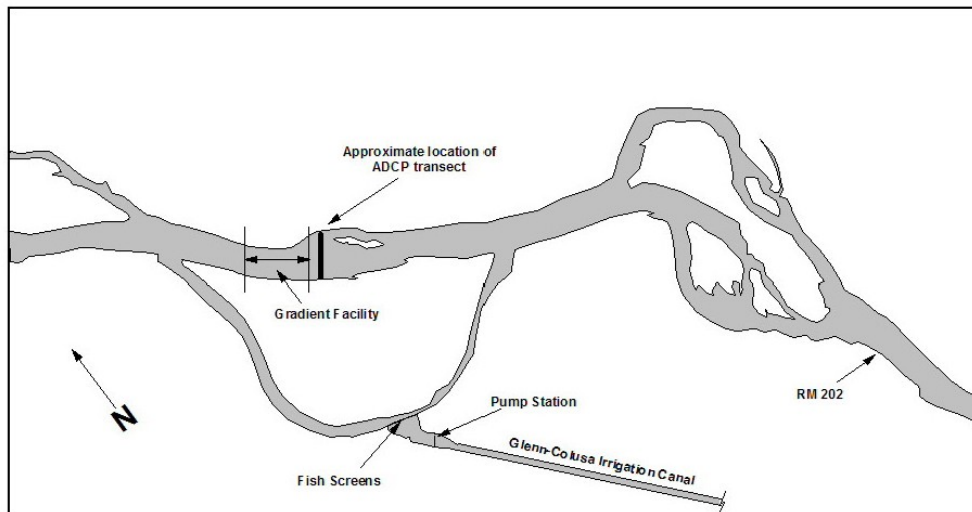 Approximate location of
ADCP transect
Gradient Facility
RM 202
N
Pump Station
Glenn-Colusa Irrigation Canal
Fish Screens